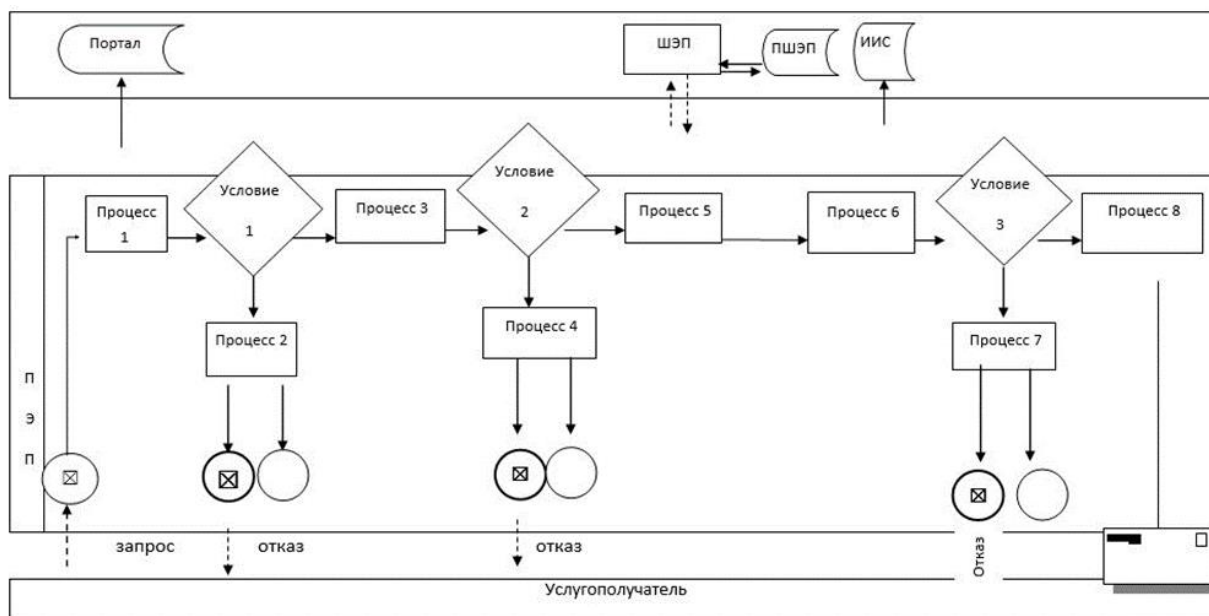 Портал
ШЭП
ПШЭП
ИИС
Процесс
1
Условие
1
Процесс 3
Условие
2
Процесс 5
Процесс 6
Условие
3
Процесс 8
Процесс 2
Процесс 4
Процесс 7
П
Э
П
запрос
отказ
отказ
Отказ
Услугополучатель